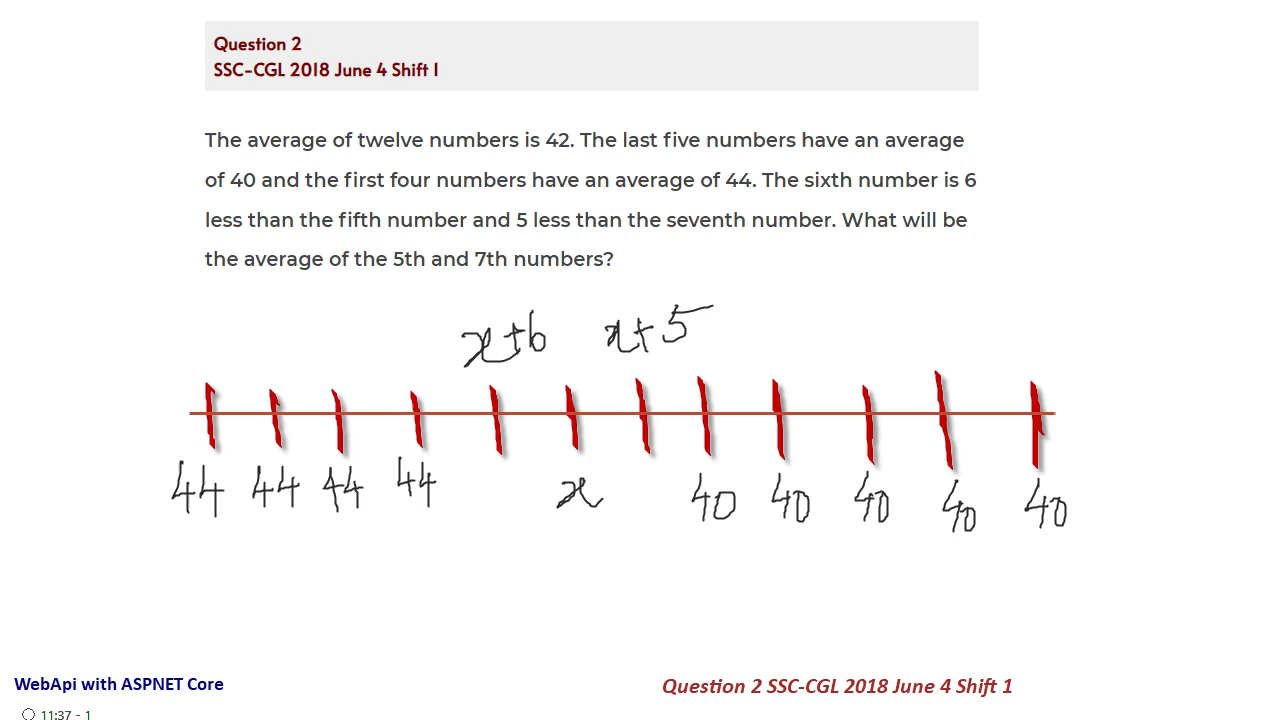 Question 2
SSC-CGL 2018 June 4 Shift 1
The average of twelve numbers is 42. The last five numbers have an average
of 40 and the first four numbers have an average of 44. The sixth number is 6
less than the fifth number and 5 less than the seventh number. What will be
the average of the 5th and 7th numbers?
x+6 x+5
44 44 44 44 x 40 40 40 40 40
WebApi with ASPNET Core
Question 2 SSC-CGL 2018 June 4 Shift 1
11:37 - 1